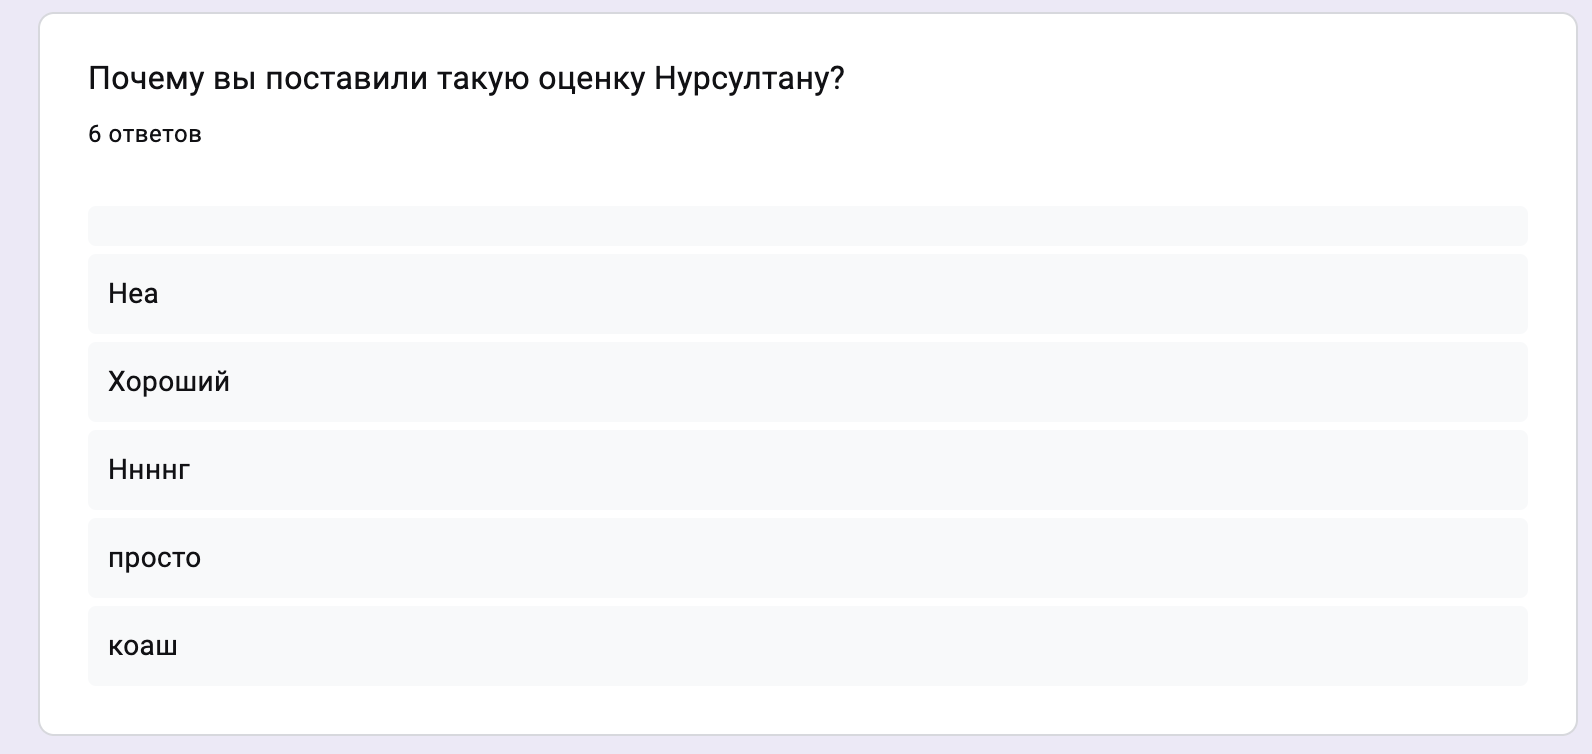 Почему вы поставили такую оценку Нурсултану?
6 ответов
Неа
Хороший
Ннннг
просто
коаш